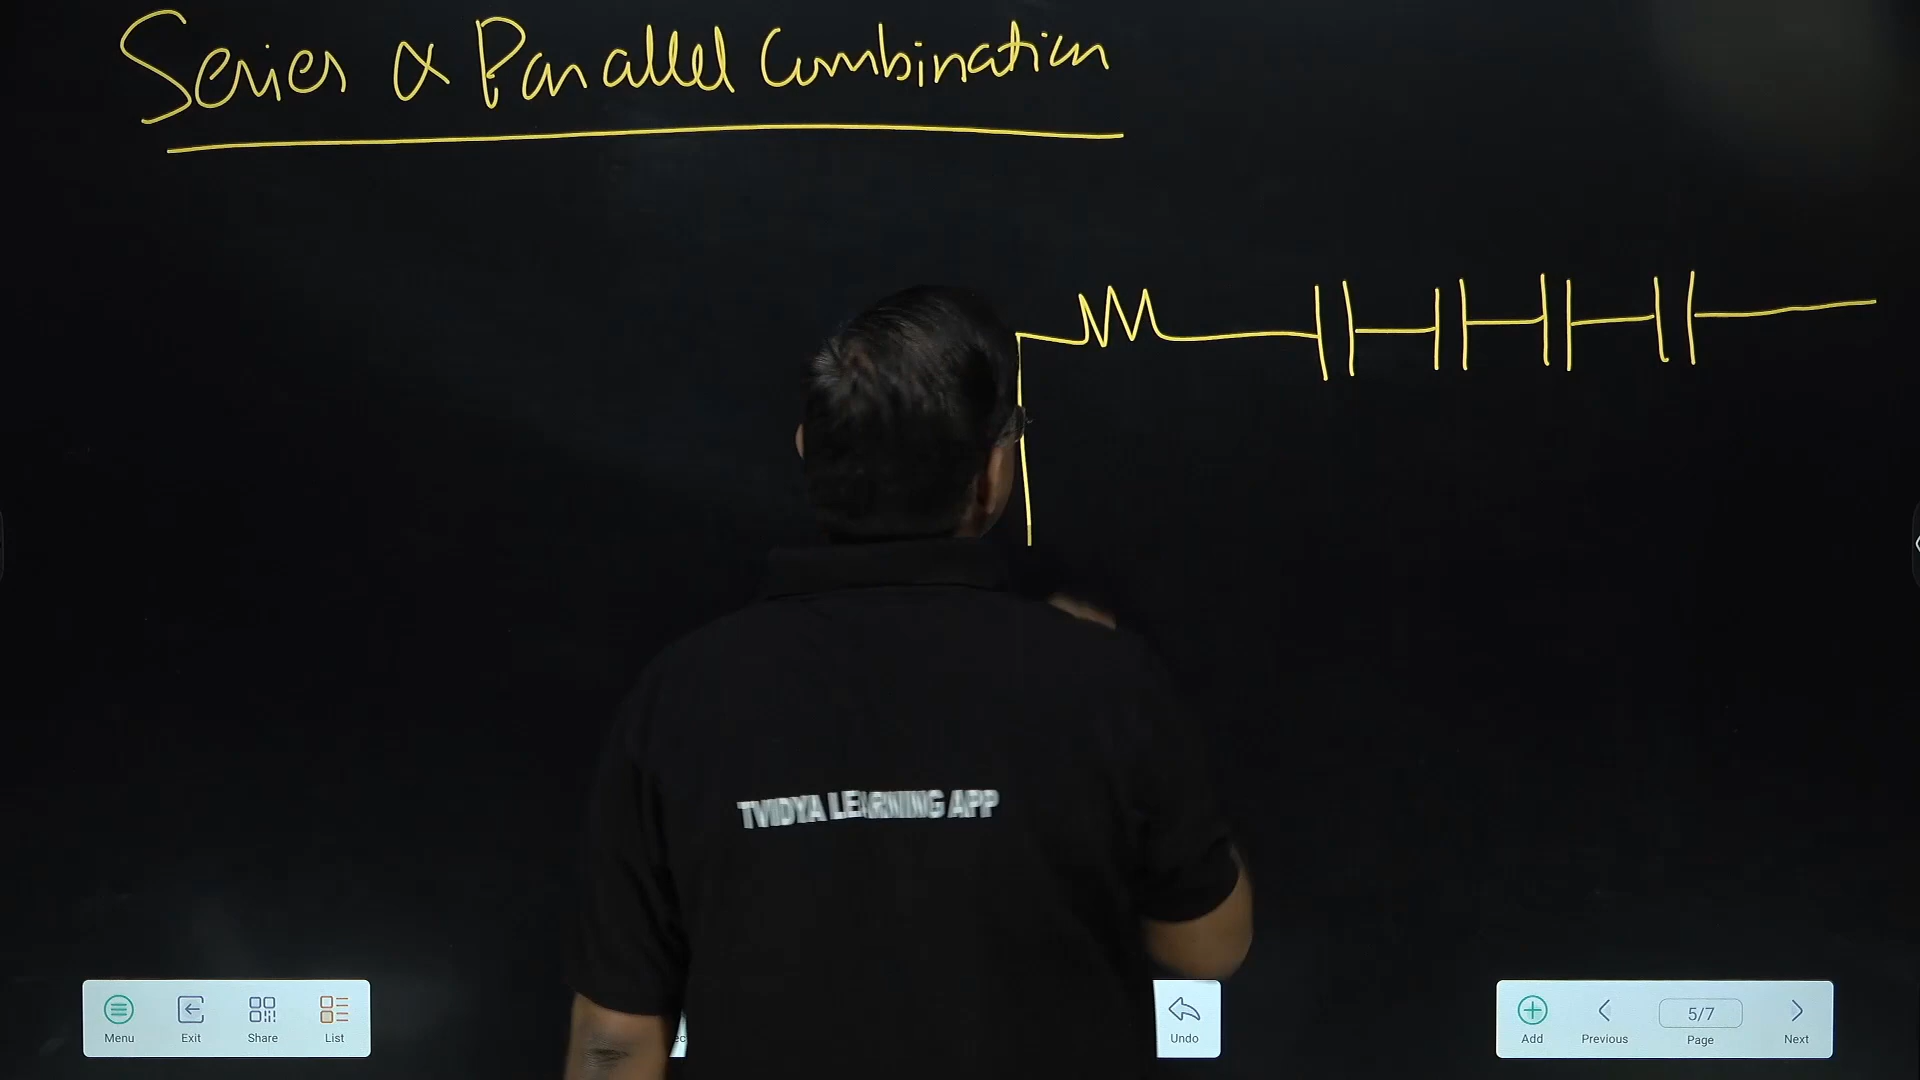 Series & Parallel Combination
TVIDYA LEARNING APP
Menu
Exit
Share
List
Undo
Add
Previous
5/7
Page
Next